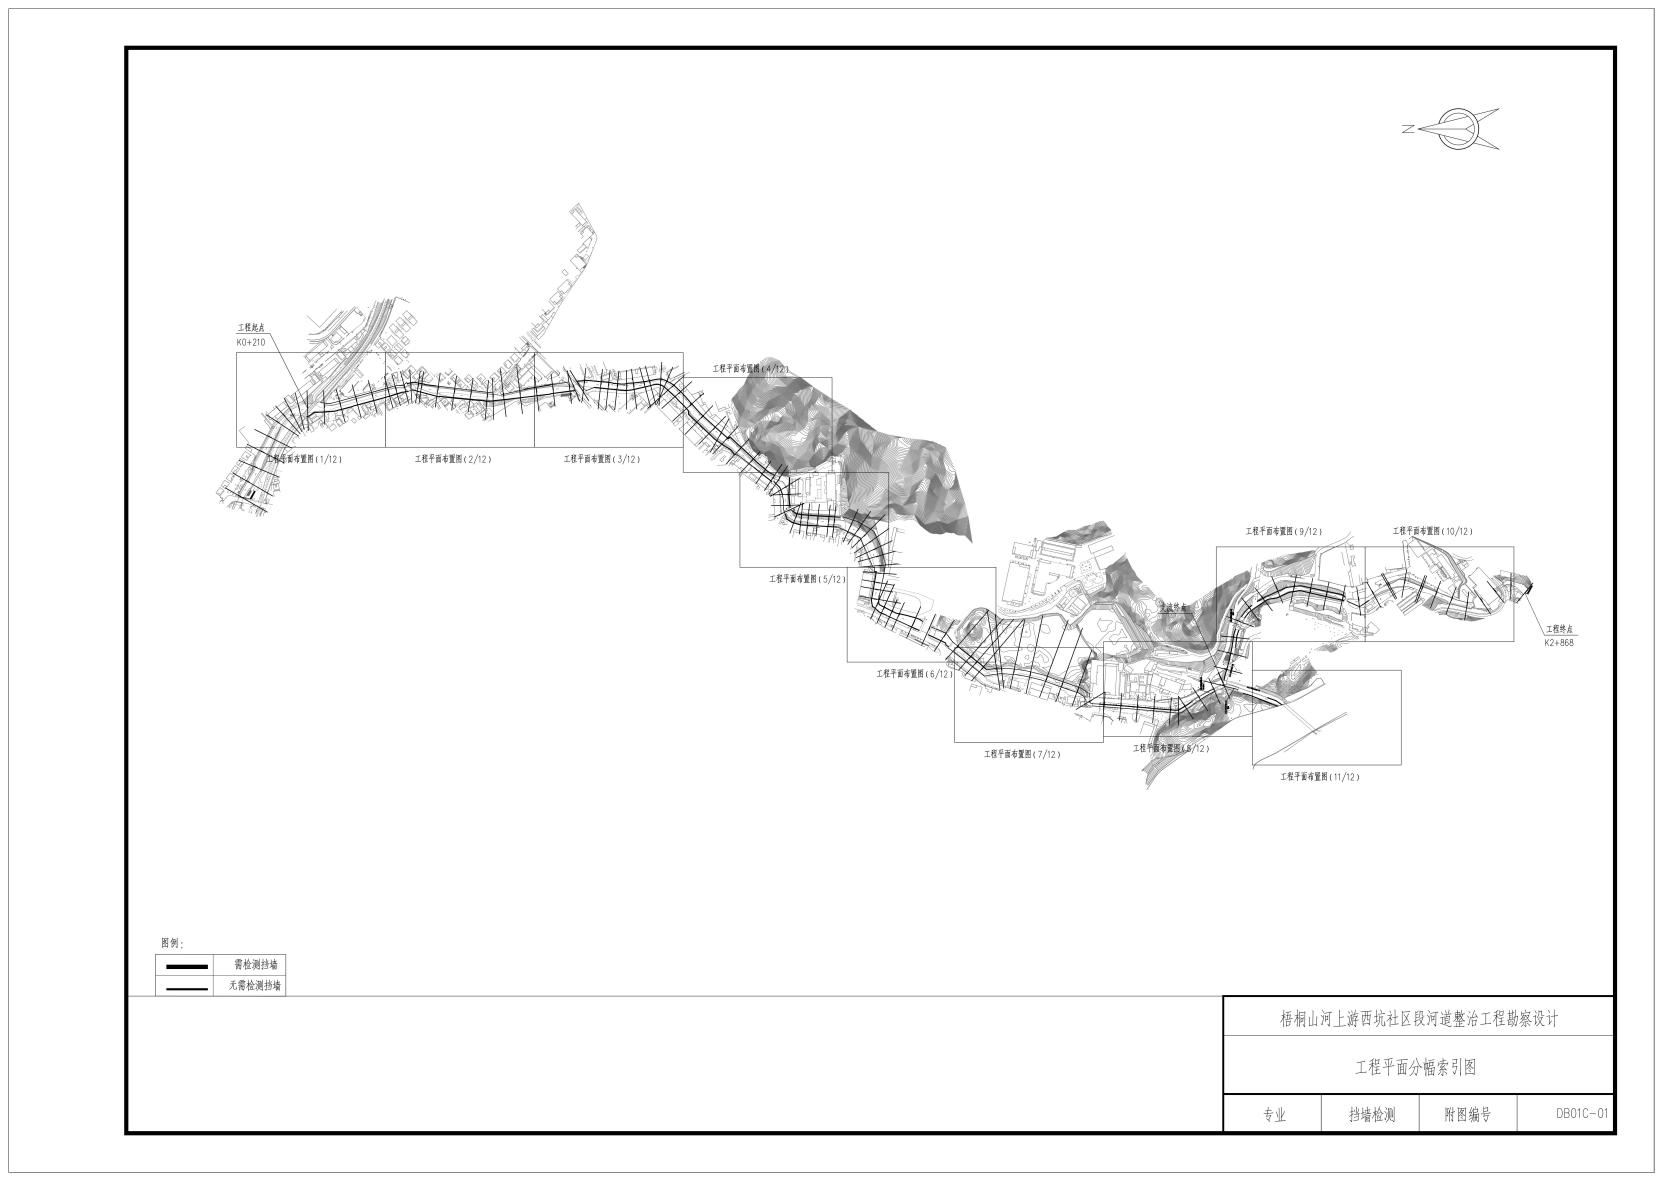 N
工程起点
K0+210
工程平面布置图(4/12)
工程平面布置图(1/12)
工程平面布置图(2/12)
工程平面布置图(3/12)
工程平面布置图(9/12)
工程平面布置图(10/12)
工程平面布置图(5/12)
支流终点
工程终点
K2+868
工程平面布置图(6/12)
工程平面布置图(7/12)
工程平面布置图(8/12)
工程平面布置图(11/12)
图例：
需检测挡墙
无需检测挡墙
梧桐山河上游西坑社区段河道整治工程勘察设计
工程平面分幅索引图
专业 挡墙检测 附图编号 DB01C-01